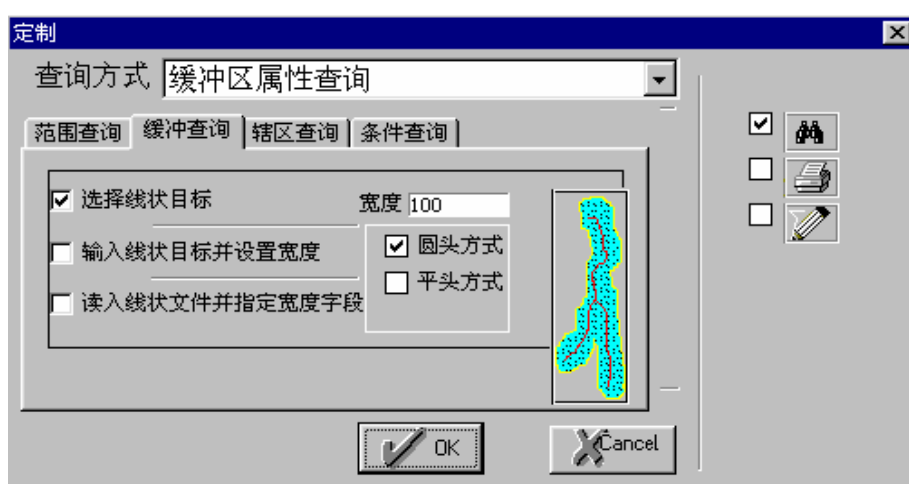 定制
查询方式 缓冲区属性查询
范围查询 缓冲查询 辖区查询 条件查询
选择线状目标 宽度 100
输入线状目标并设置宽度 圆头方式
平头方式
读入线状文件并指定宽度字段
OK Cancel